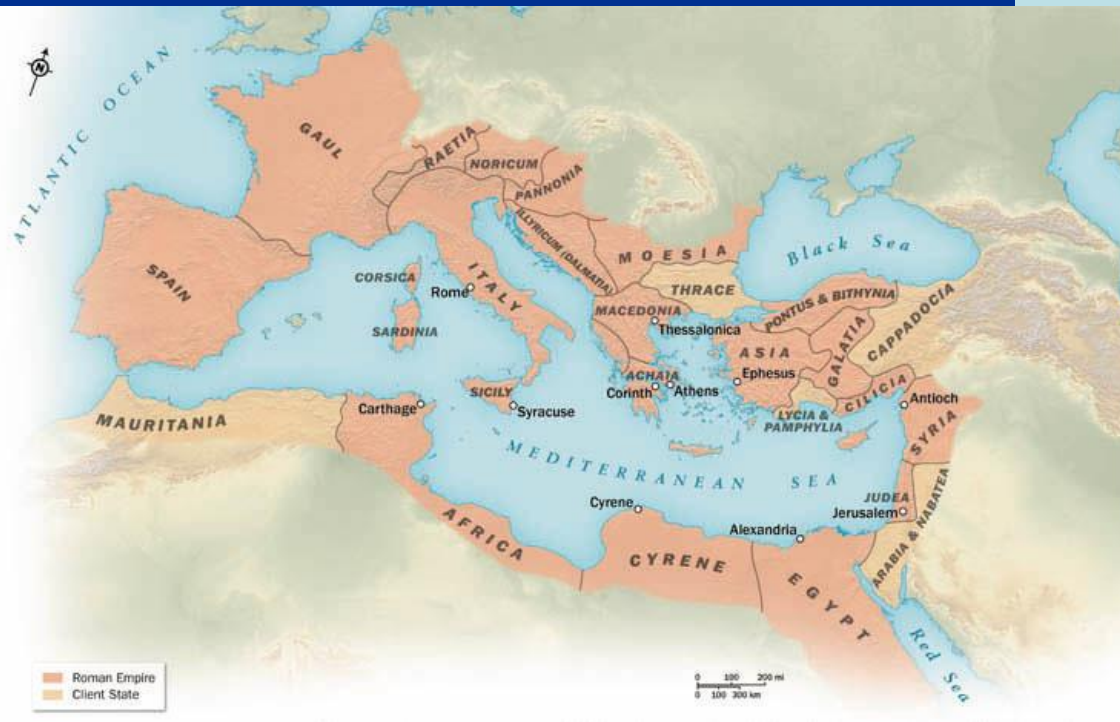 ATLANTIC OCEAN
N
GAUL
RAETIA
NORICUM
PANNONIA
ILLYRICUM (DALMATIA)
MOESIA
Black Sea
SPAIN
CORSICA
Rome
ITALY
THRACE
PONTUS & BITHYNIA
MACEDONIA
Thessalonica
CAPPADOCIA
SARDINIA
ASIA
GALATIA
Ephesus
ACHAIA
Corinth
Athens
SICILY
CILICIA
Antioch
Carthage
Syracuse
LYCIA &
PAMPHYLIA
MAURITANIA
SYRIA
MEDITERRANEAN SEA
JUDEA
Jerusalem
Cyrene
Alexandria
ARABIA & NABATEA
AFRICA
CYRENE
EGYPT
Red Sea
Roman Empire
Client State
0 100 200 mi
0 100 300 km